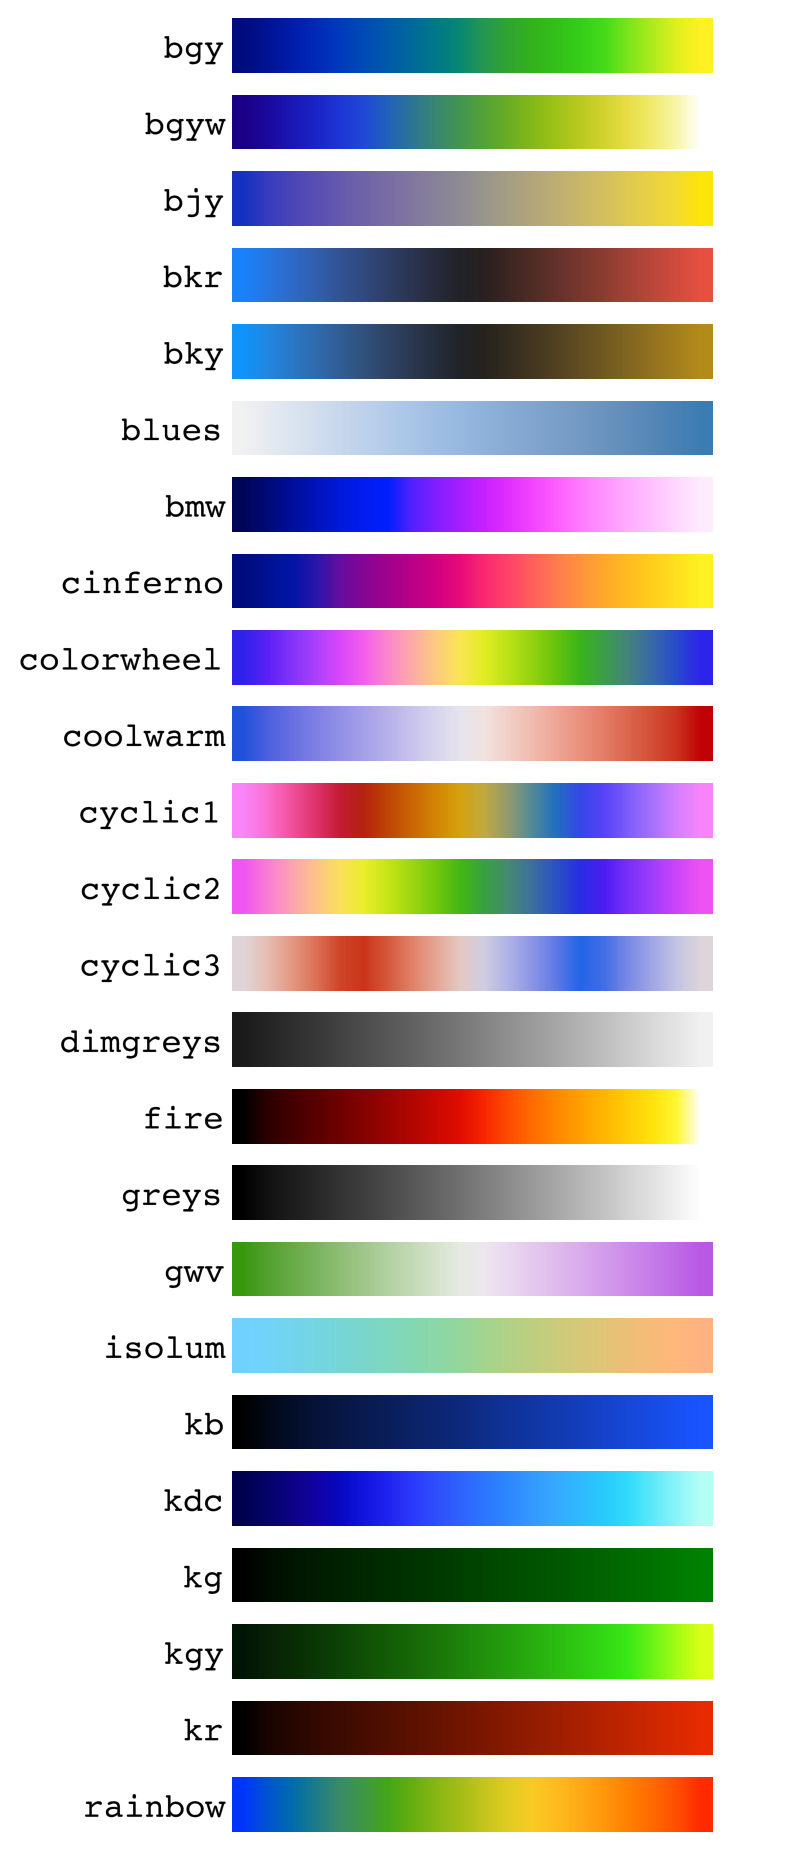 bgy
bgyw
bjy
bkr
bky
blues
bmw
cinferno
colorwheel
coolwarm
cyclic1
cyclic2
cyclic3
dimgreys
fire
greys
gwv
isolum
kb
kdc
kg
kgy
kr
rainbow